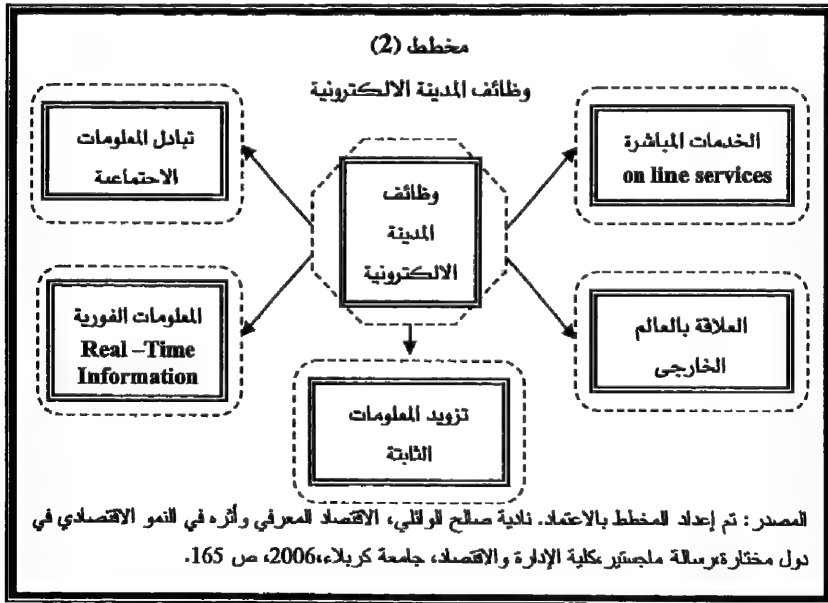 مخطط (2)
وظائف المدينة الالكترونية
الخدمات المباشرة
on line services
تبادل المعلومات
الاجتماعية
وظائف
المدينة
الالكترونية
العلاقة بالعالم
الخارجي
المعلومات الفورية
Real –Time
Information
تزويد المعلومات
الثابتة
المصدر : تم إعداد المخطط بالاعتماد. نادية صالح الوائلي، الاقتصاد المعرفي وأثره في النمو الاقتصادي في
دول مختارة،رسالة ماجستير،كلية الإدارة والاقتصاد، جامعة كربلاء،2006، ص 165.